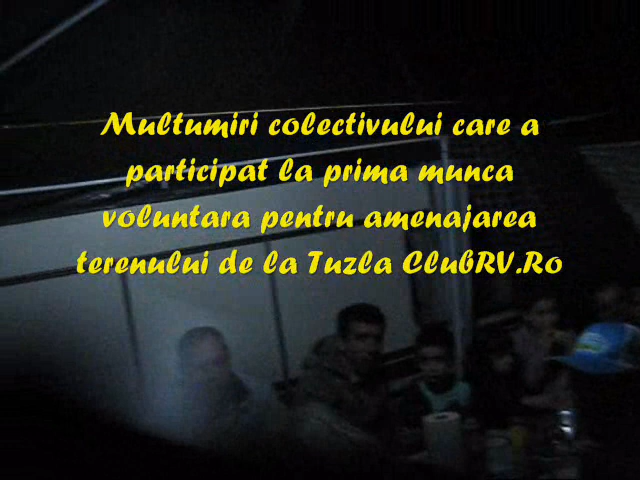 Multumiri colectivului care a
participat la prima munca
voluntara pentru amenajarea
terenului de la Tuzla ClubRV.Ro